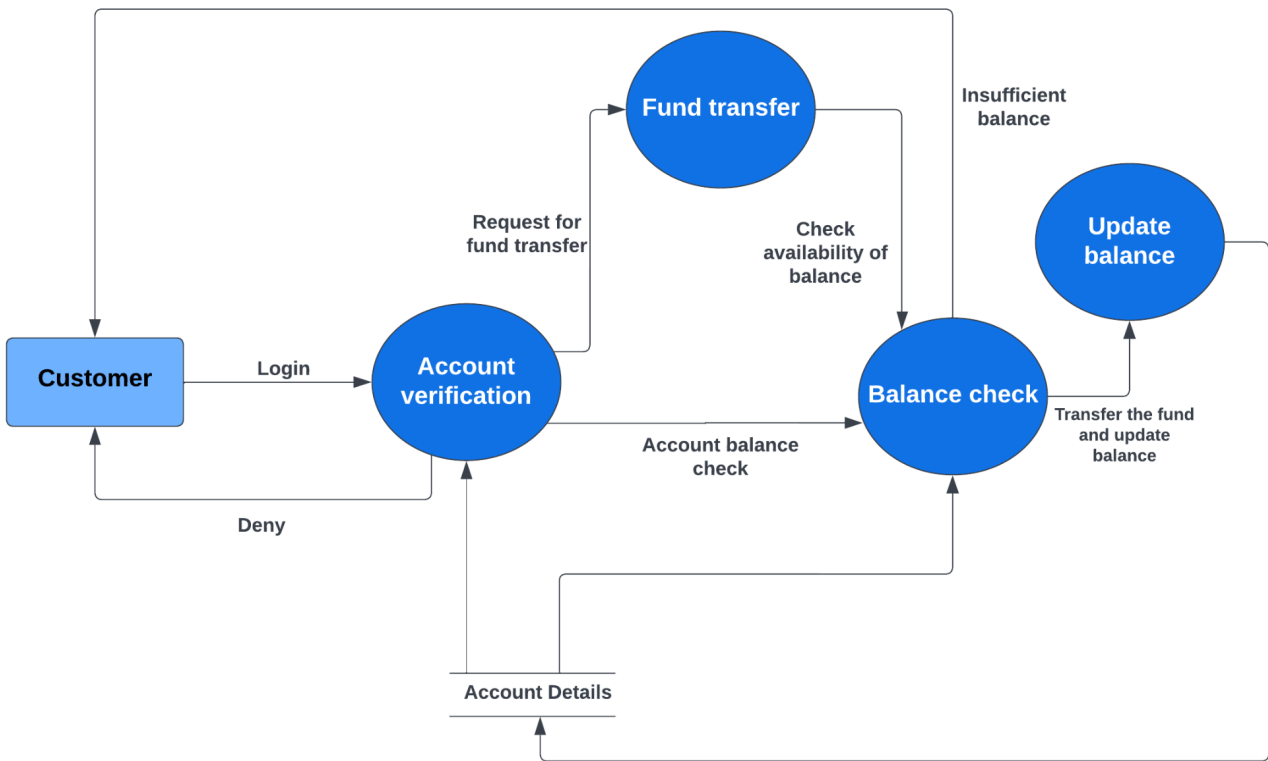 Fund transfer
Insufficient
balance
Request for
fund transfer
Check
availability of
balance
Update
balance
Customer
Login
Account
verification
Balance check
Account balance
check
Transfer the fund
and update
balance
Deny
Account Details